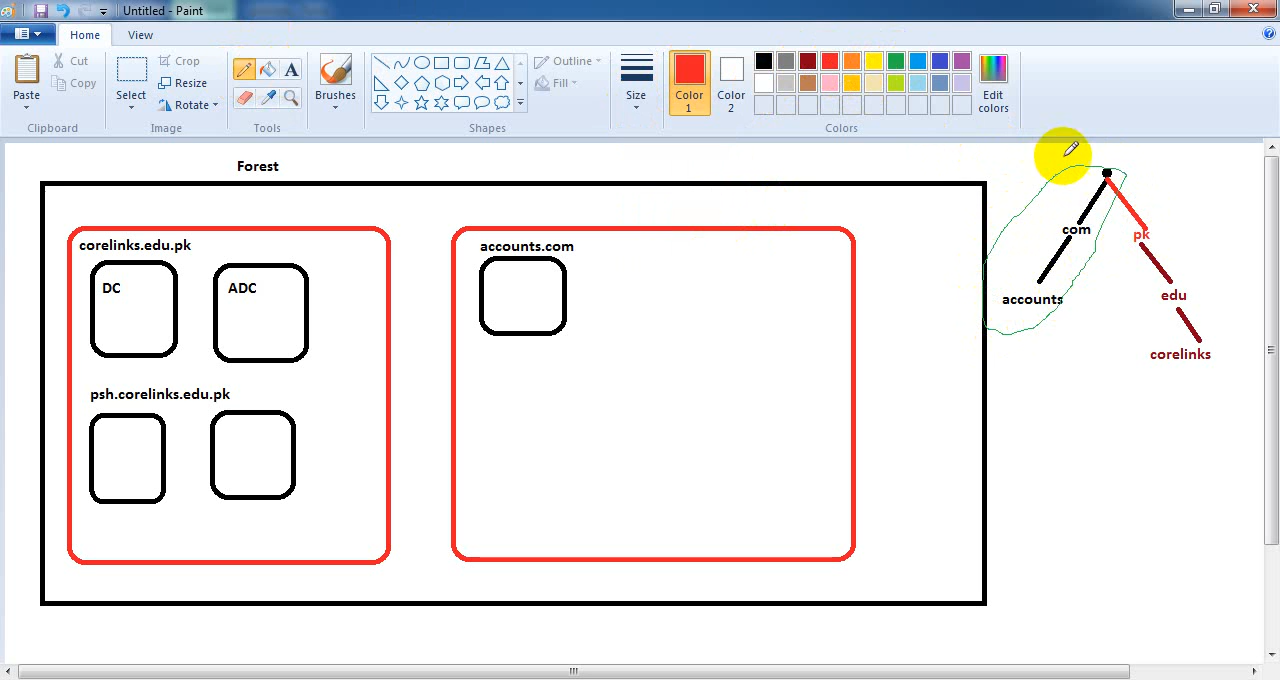 Untitled - Paint
Home
View
Paste
Cut
Copy
Clipboard
Select
Crop
Resize
Rotate
Image
A
Tools
Brushes
Outline
Fill
Shapes
Size
Color 1
Color 2
Edit colors
Colors
Forest
corelinks.edu.pk
DC
ADC
psh.corelinks.edu.pk
accounts.com
com
pk
accounts
edu
corelinks